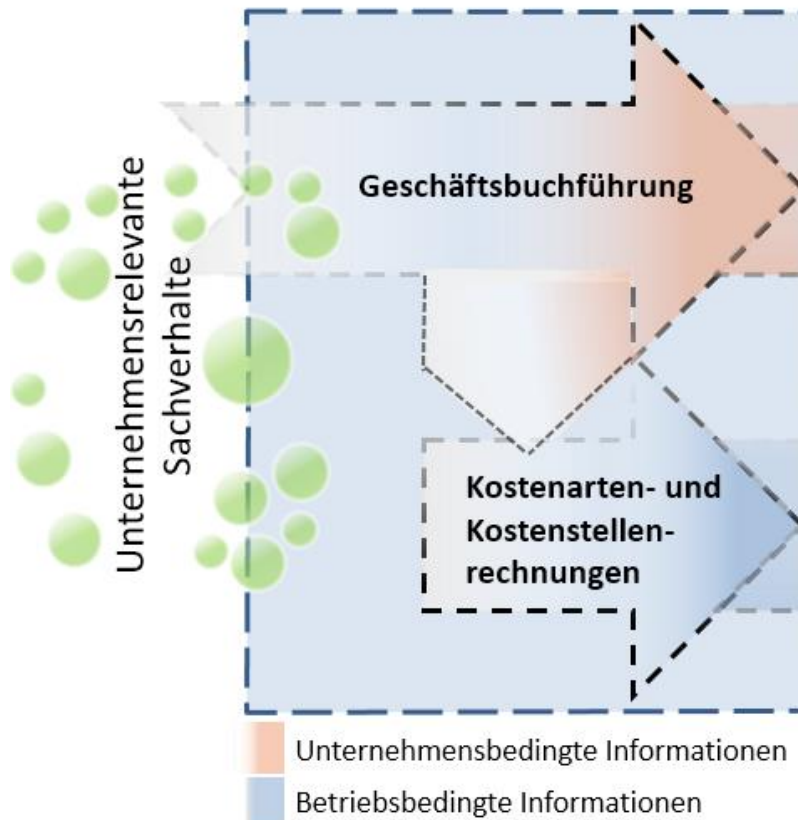 Unternehmensrelevante
Sachverhalte
Geschäftsbuchführung
Kostenarten- und
Kostenstellen-
rechnungen
Unternehmensbedingte Informationen
Betriebsbedingte Informationen